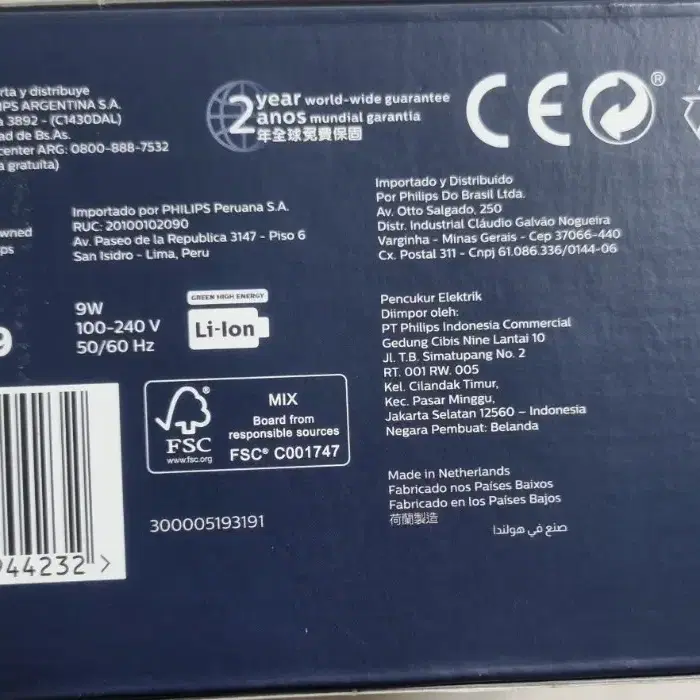 rta y distribuye
IPS ARGENTINA S.A.
a 3892 - (C1430DAL)
ad de Bs.As.
center ARG: 0800-888-7532
a gratuita)
2 year world-wide guarantee
anos mundial garantia
年全球免費保固
CE
®
wned
ps
Importado por PHILIPS Peruana S.A.
RUC: 20100102090
Av. Paseo de la Republica 3147 - Piso 6
San Isidro - Lima, Peru
Importado y Distribuido
Por Philips Do Brasil Ltda.
Av. Otto Salgado, 250
Distr. Industrial Cláudio Galvão Nogueira
Varginha - Minas Gerais - Cep 37066-440
Cx. Postal 311 - Cnpj 61.086.336/0144-06
9
9W
100-240 V
50/60 Hz
GREEN HIGH ENERGY
Li-Ion
Pencukur Elektrik
Diimpor oleh:
PT Philips Indonesia Commercial
Gedung Cibis Nine Lantai 10
Jl. T.B. Simatupang No. 2
RT. 001 RW. 005
Kel. Cilandak Timur,
Kec. Pasar Minggu,
Jakarta Selatan 12560 – Indonesia
Negara Pembuat: Belanda
®
FSC
www.fsc.org
MIX
Board from
responsible sources
FSC® C001747
44232 >
300005193191
Made in Netherlands
Fabricado nos Países Baixos
Fabricado en los Países Bajos
荷蘭製造
صنع في هولندا